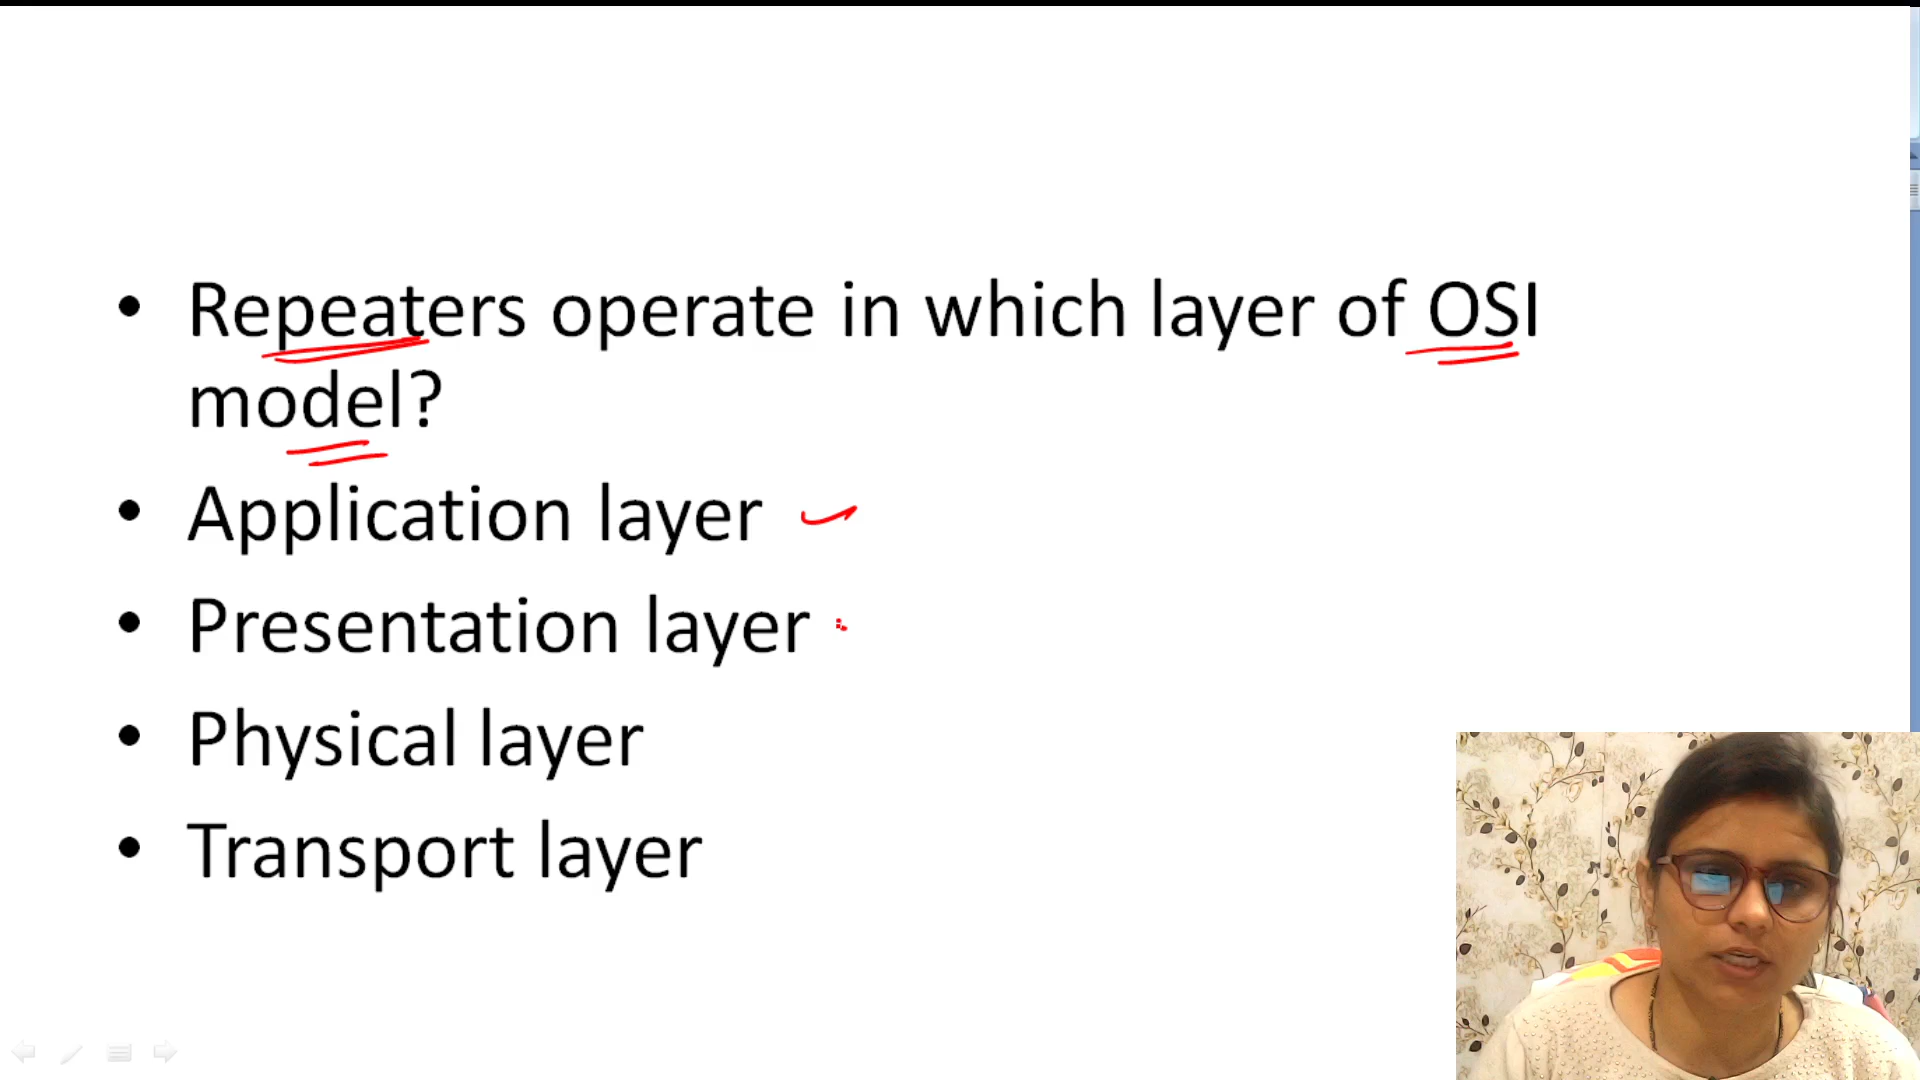 • Repeaters operate in which layer of OSI
model?
• Application layer
• Presentation layer
• Physical layer
• Transport layer